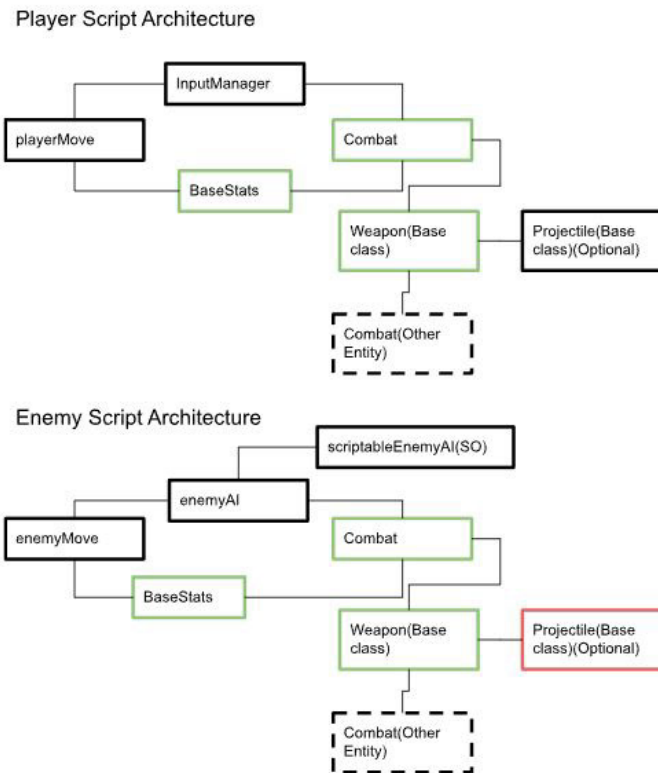 Player Script Architecture
InputManager
playerMove
Combat
BaseStats
Weapon(Base
class)
Projectile(Base
class)(Optional)
Combat(Other
Entity)
Enemy Script Architecture
scriptableEnemyAI(SO)
enemyAI
enemyMove
Combat
BaseStats
Weapon(Base
class)
Projectile(Base
class)(Optional)
Combat(Other
Entity)